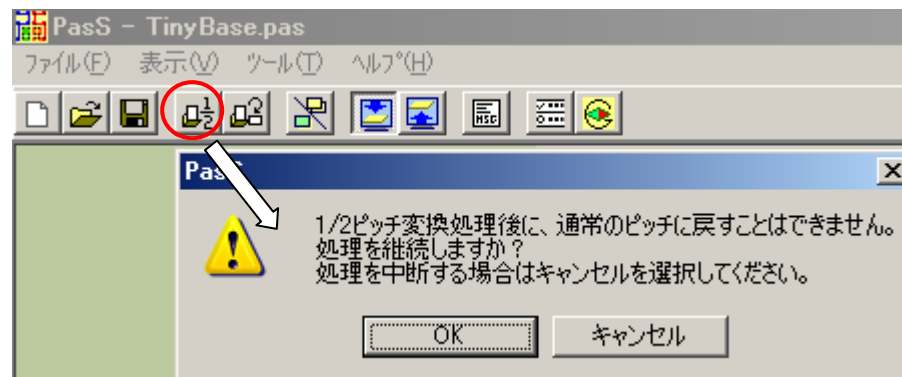 PasS - TinyBase.pas
ファイル(F) 表示(V) ツール(T) ヘルプ(H)
1/2
MSG
PasS
1/2ピッチ変換処理後に、通常のピッチに戻すことはできません。
処理を継続しますか?
処理を中断する場合はキャンセルを選択してください。
OK キャンセル